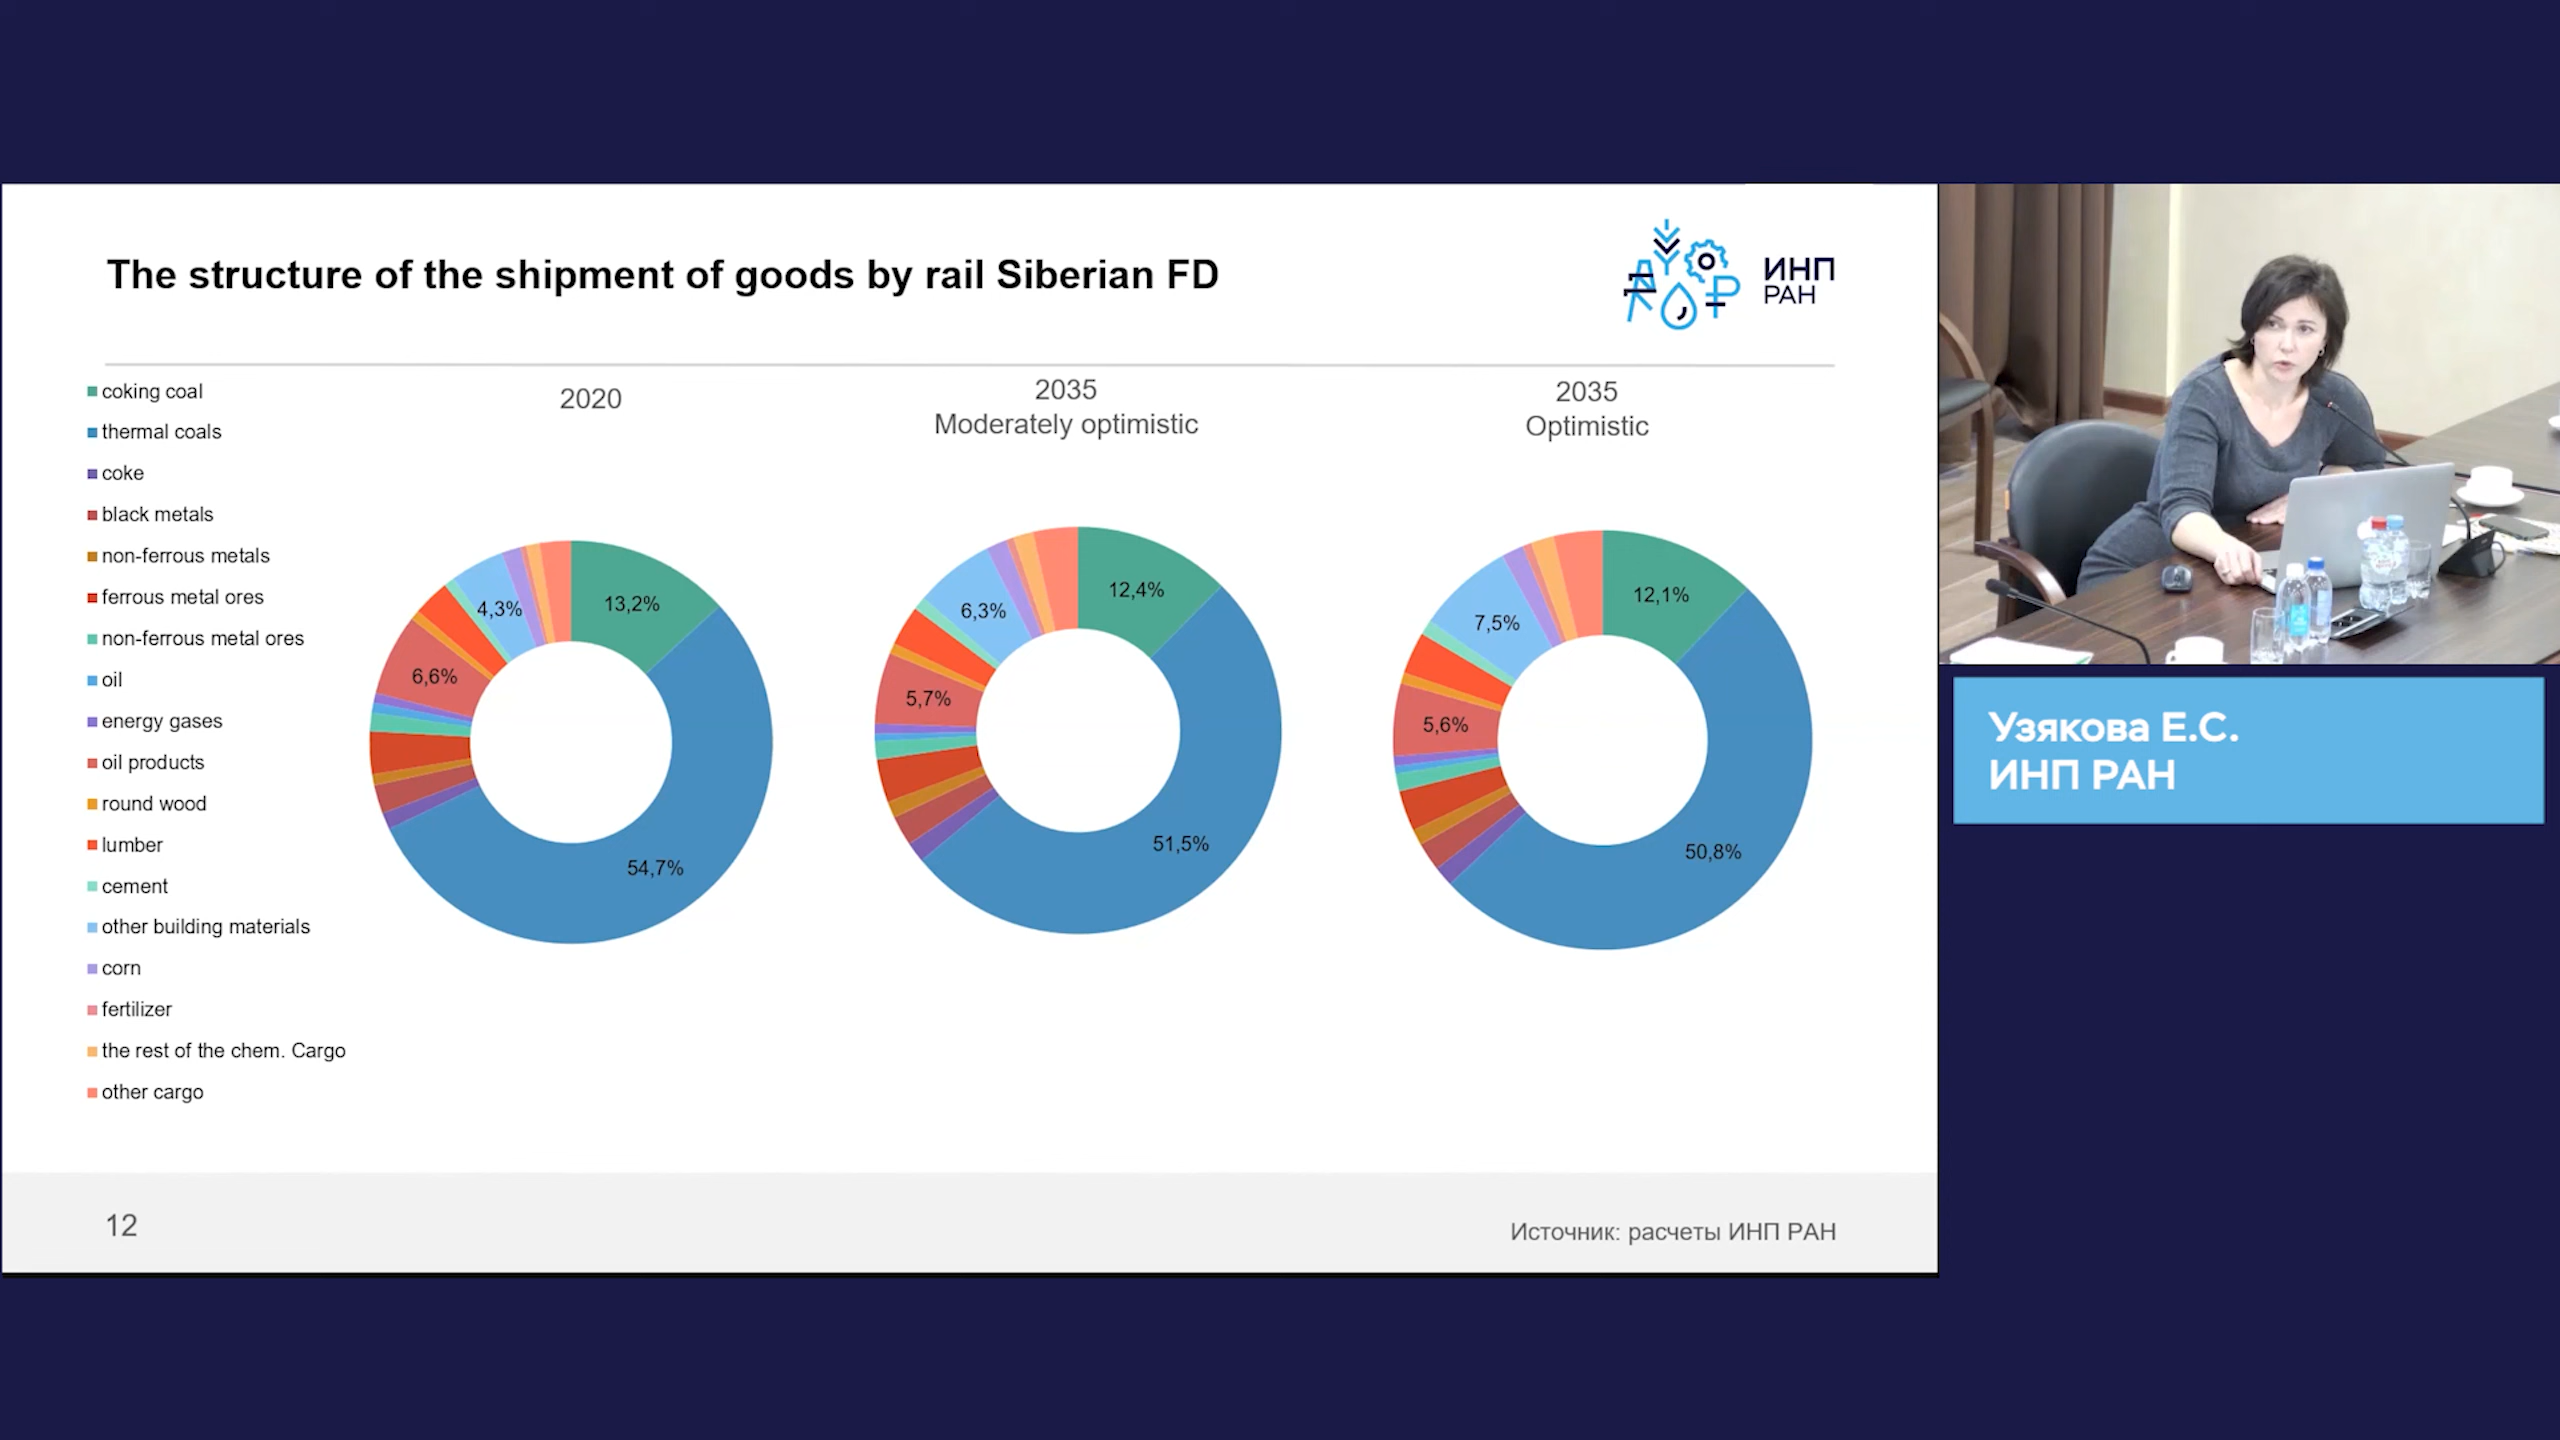 The structure of the shipment of goods by rail Siberian FD
ИНП
РАН
coking coal
thermal coals
coke
black metals
non-ferrous metals
ferrous metal ores
non-ferrous metal ores
oil
energy gases
oil products
round wood
lumber
cement
other building materials
corn
fertilizer
the rest of the chem. Cargo
other cargo
2020
13,2%
54,7%
6,6%
4,3%
2035
Moderately optimistic
12,4%
51,5%
5,7%
6,3%
2035
Optimistic
12,1%
50,8%
5,6%
7,5%
12
Источник: расчеты ИНП РАН
Узякова Е.С.
ИНП РАН